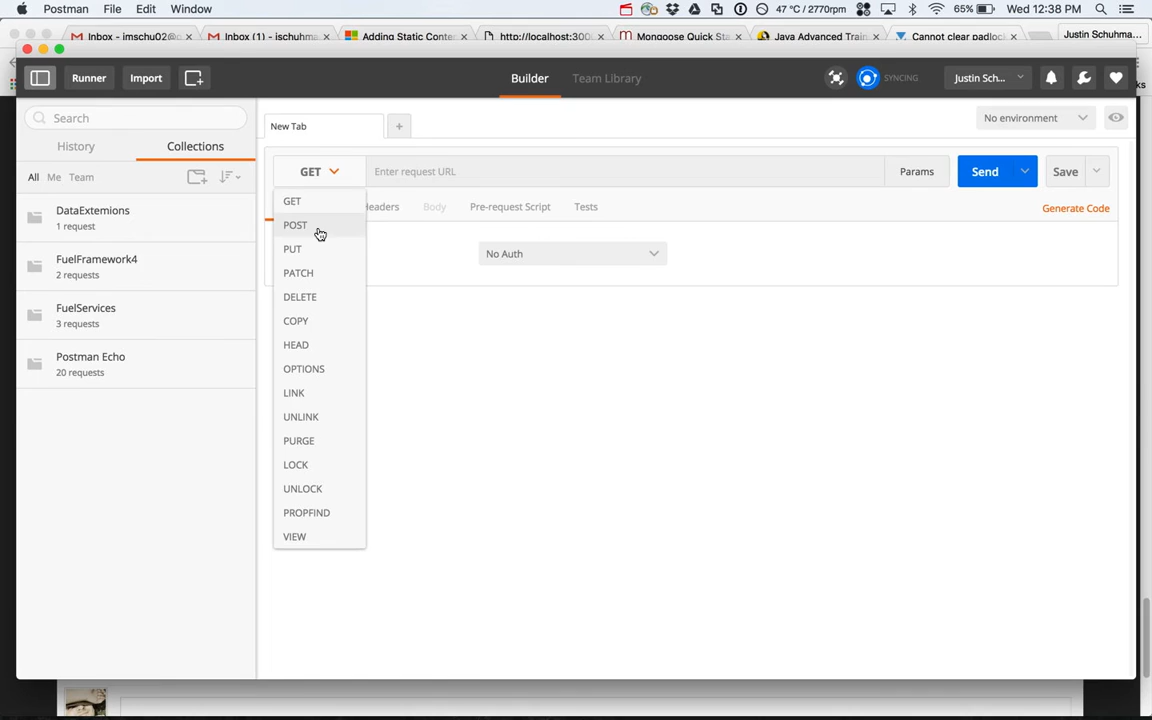 Postman File Edit Window 47 °C / 2770rpm 65% Wed 12:38 PM
Inbox - imschu02@o Inbox (1) - ischuhma Adding Static Conte http://localhost:300 Mongoose Quick Sta Java Advanced Train Cannot clear padlock Justin Schuhma...
Runner Import Builder Team Library SYNCING Justin Sch...
Search
New Tab + No environment
History Collections
All Me Team
GET Enter request URL Params Send Save
GET
POST
PUT
PATCH
DELETE
COPY
HEAD
OPTIONS
LINK
UNLINK
PURGE
LOCK
UNLOCK
PROPFIND
VIEW
Headers Body Pre-request Script Tests Generate Code
No Auth
DataExtemions
1 request
FuelFramework4
2 requests
FuelServices
3 requests
Postman Echo
20 requests